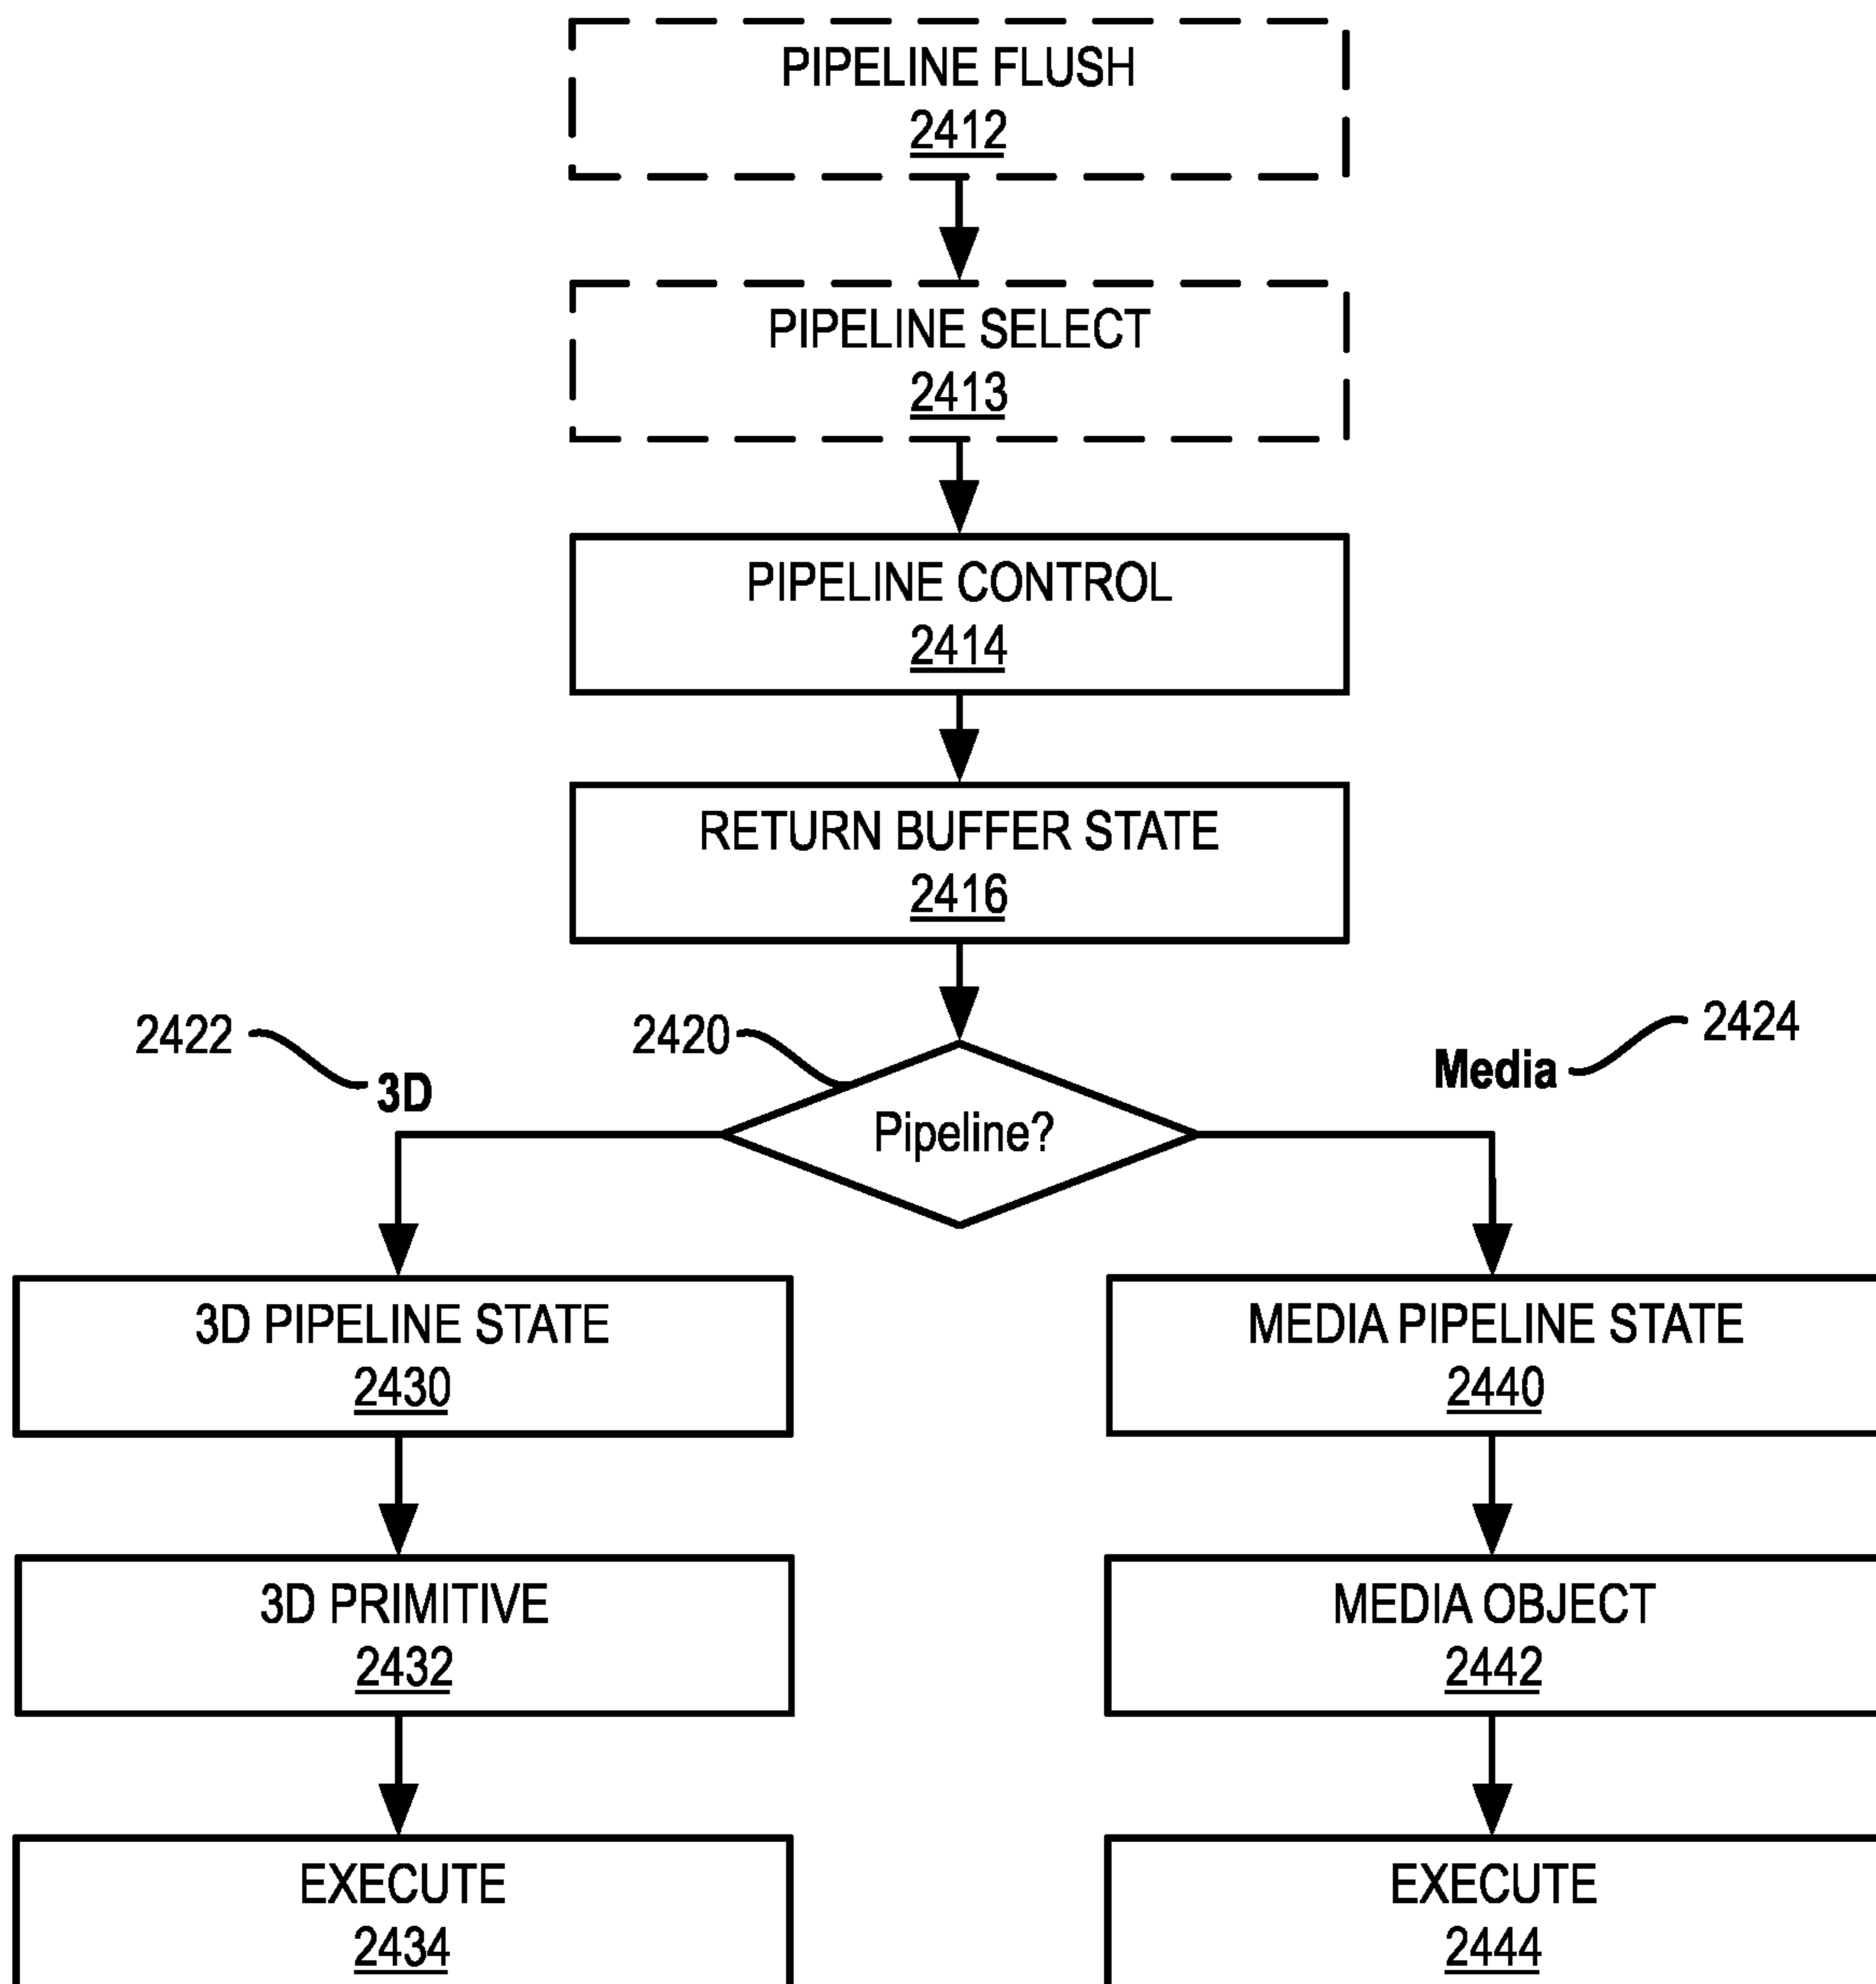 PIPELINE FLUSH
2412
PIPELINE SELECT
2413
PIPELINE CONTROL
2414
RETURN BUFFER STATE
2416
2422
3D
2420
Pipeline?
Media
2424
3D PIPELINE STATE
2430
3D PRIMITIVE
2432
EXECUTE
2434
MEDIA PIPELINE STATE
2440
MEDIA OBJECT
2442
EXECUTE
2444